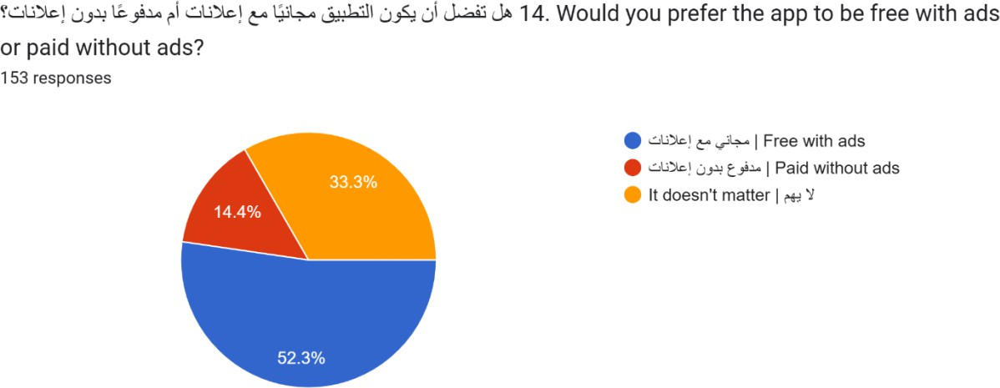 هل تفضل أن يكون التطبيق مجانيًا مع إعلانات أم مدفوعًا بدون إعلانات؟ 14. Would you prefer the app to be free with ads
or paid without ads?
153 responses
33.3%
14.4%
52.3%
مجاني مع إعلانات | Free with ads
مدفوع بدون إعلانات | Paid without ads
It doesn't matter | لا يهم